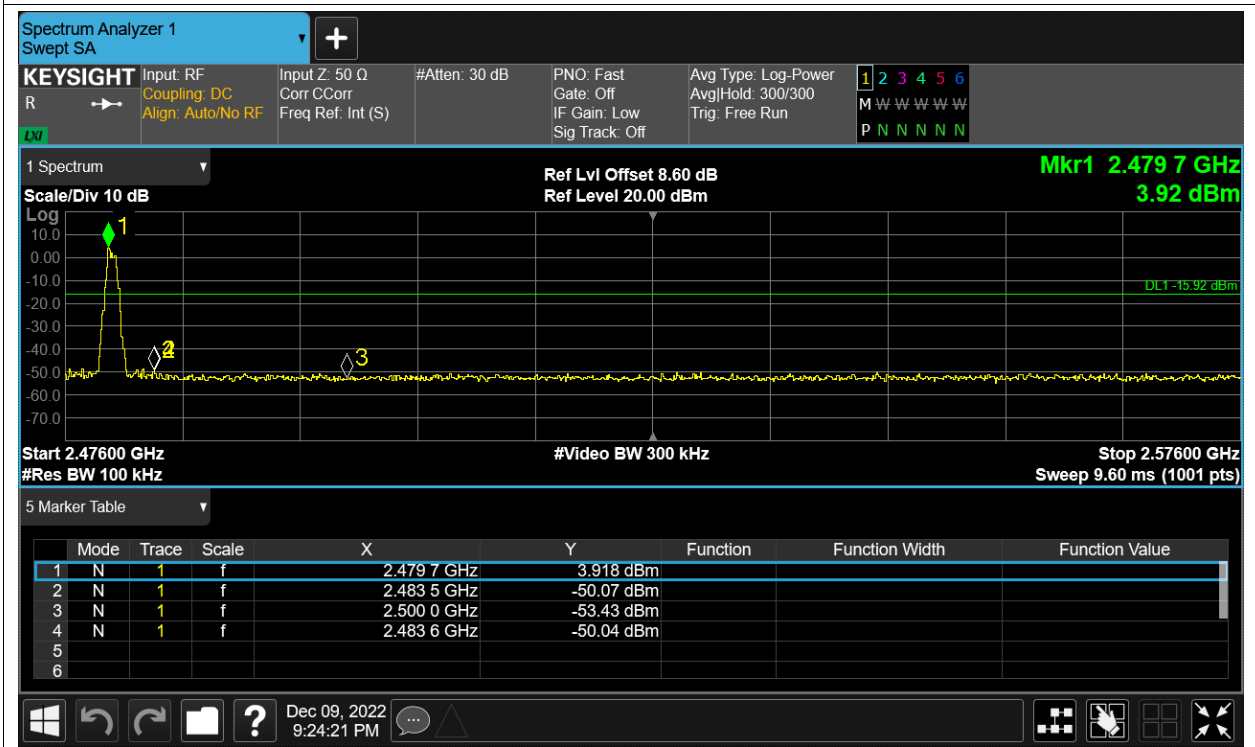 Spectrum Analyzer 1
Swept SA
+
KEYSIGHT
R
LXI
Input: RF
Coupling: DC
Align: Auto/No RF
Input Z: 50 Ω
Corr CCorr
Freq Ref: Int (S)
#Atten: 30 dB
PNO: Fast
Gate: Off
IF Gain: Low
Sig Track: Off
Avg Type: Log-Power
Avg|Hold: 300/300
Trig: Free Run
1 2 3 4 5 6
M W W W W W
P N N N N N
1 Spectrum
Scale/Div 10 dB
Ref Lvl Offset 8.60 dB
Ref Level 20.00 dBm
Mkr1 2.479 7 GHz
3.92 dBm
Log
10.0
0.00
-10.0
-20.0
-30.0
-40.0
-50.0
-60.0
-70.0
1
3
DL1 -15.92 dBm
Start 2.47600 GHz
#Video BW 300 kHz
Stop 2.57600 GHz
#Res BW 100 kHz
Sweep 9.60 ms (1001 pts)
5 Marker Table
Mode Trace Scale X Y Function Function Width Function Value
1 N 1 f 2.479 7 GHz 3.918 dBm
2 N 1 f 2.483 5 GHz -50.07 dBm
3 N 1 f 2.500 0 GHz -53.43 dBm
4 N 1 f 2.483 6 GHz -50.04 dBm
5
6
?
Dec 09, 2022
9:24:21 PM